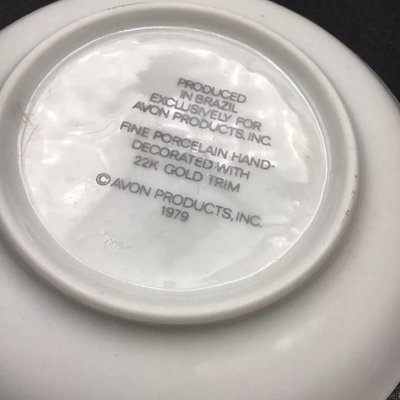 PRODUCED
IN BRAZIL
EXCLUSIVELY FOR
AVON PRODUCTS, INC.
FINE PORCELAIN HAND-
DECORATED WITH
22K GOLD TRIM
© AVON PRODUCTS, INC.
1979